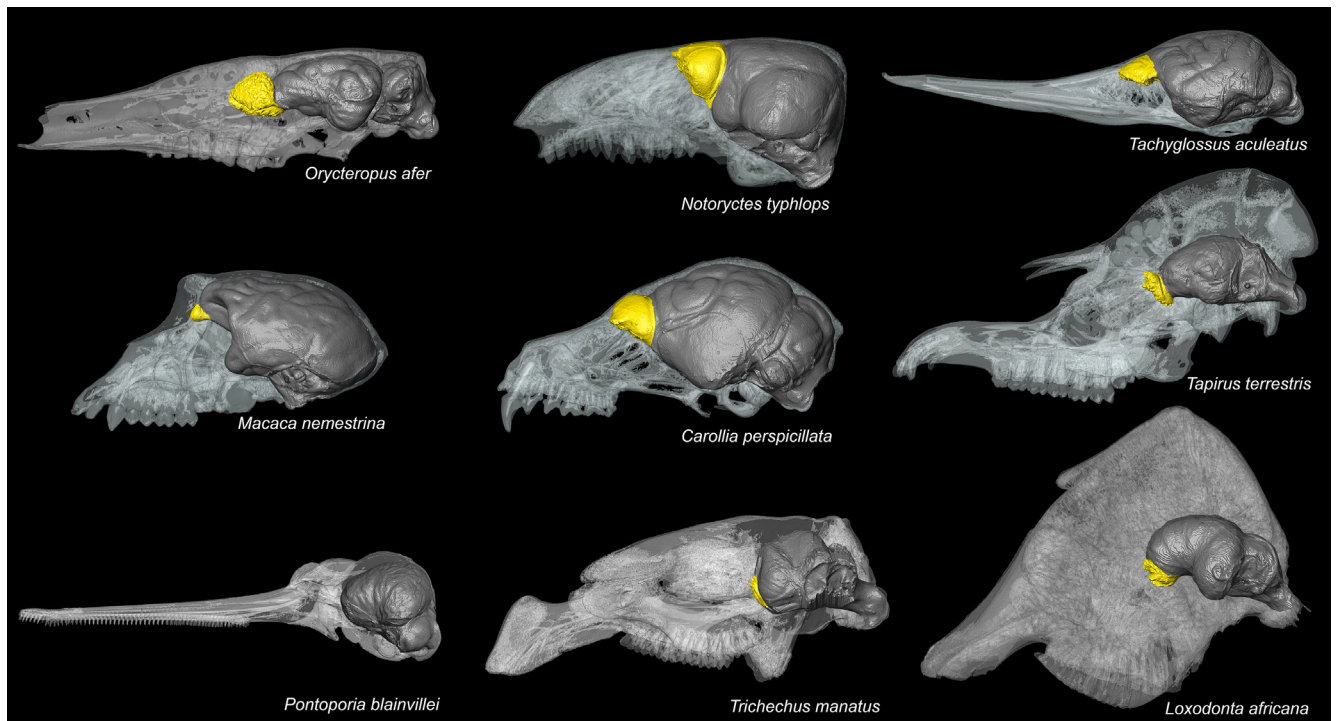 Orycteropus afer
Notoryctes typhlops
Tachyglossus aculeatus
Macaca nemestrina
Carollia perspicillata
Tapirus terrestris
Pontoporia blainvillei
Trichechus manatus
Loxodonta africana